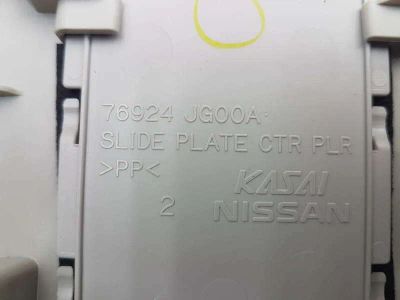 76924 JG00A
SLIDE PLATE CTR PLR
>PP< KASAI
2 NISSAN